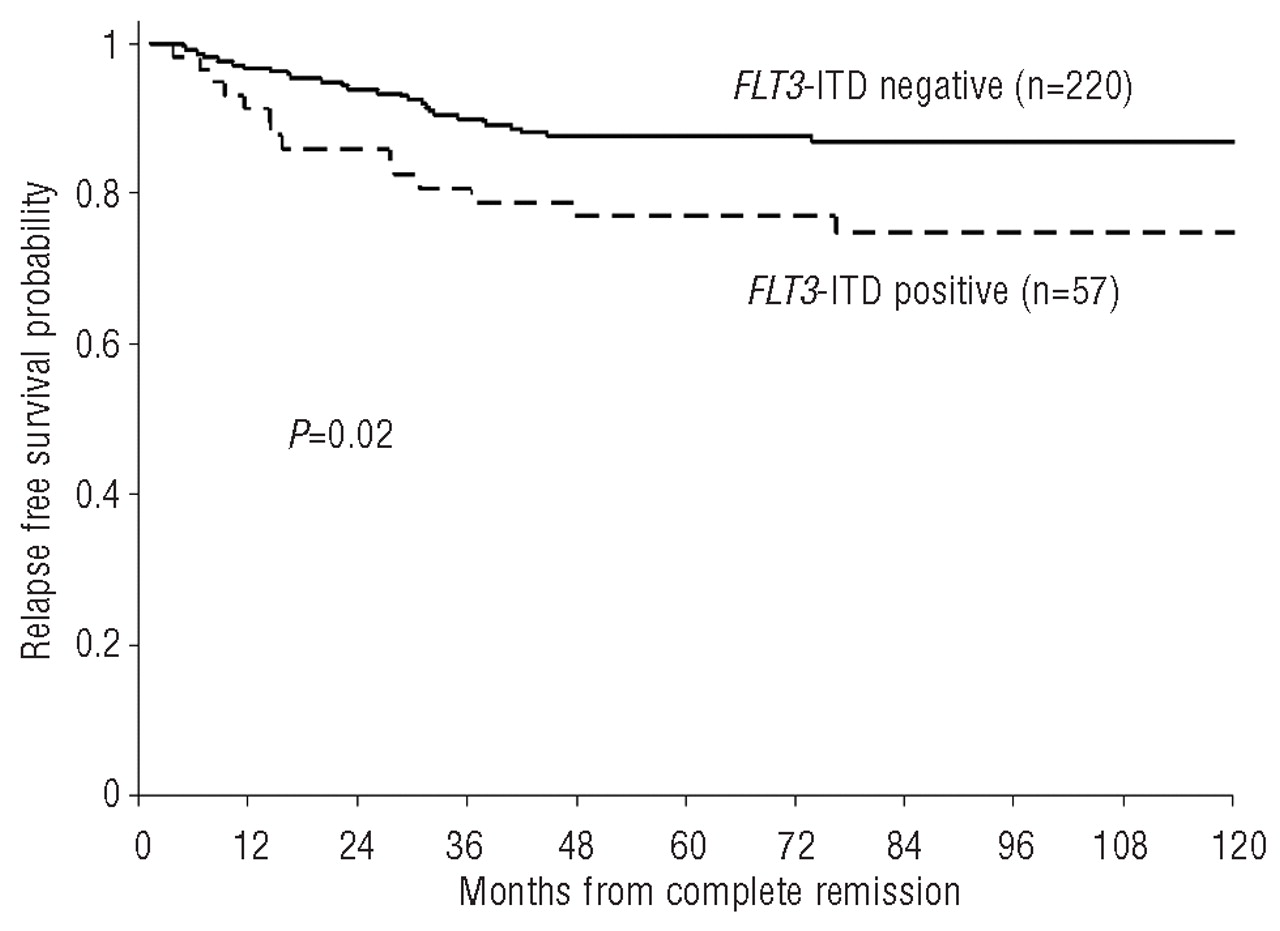 1
FLT3-ITD negative (n=220)
0.8
FLT3-ITD positive (n=57)
0.6
P=0.02
0.4
0.2
0
Relapse free survival probability
0 12 24 36 48 60 72 84 96 108 120
Months from complete remission